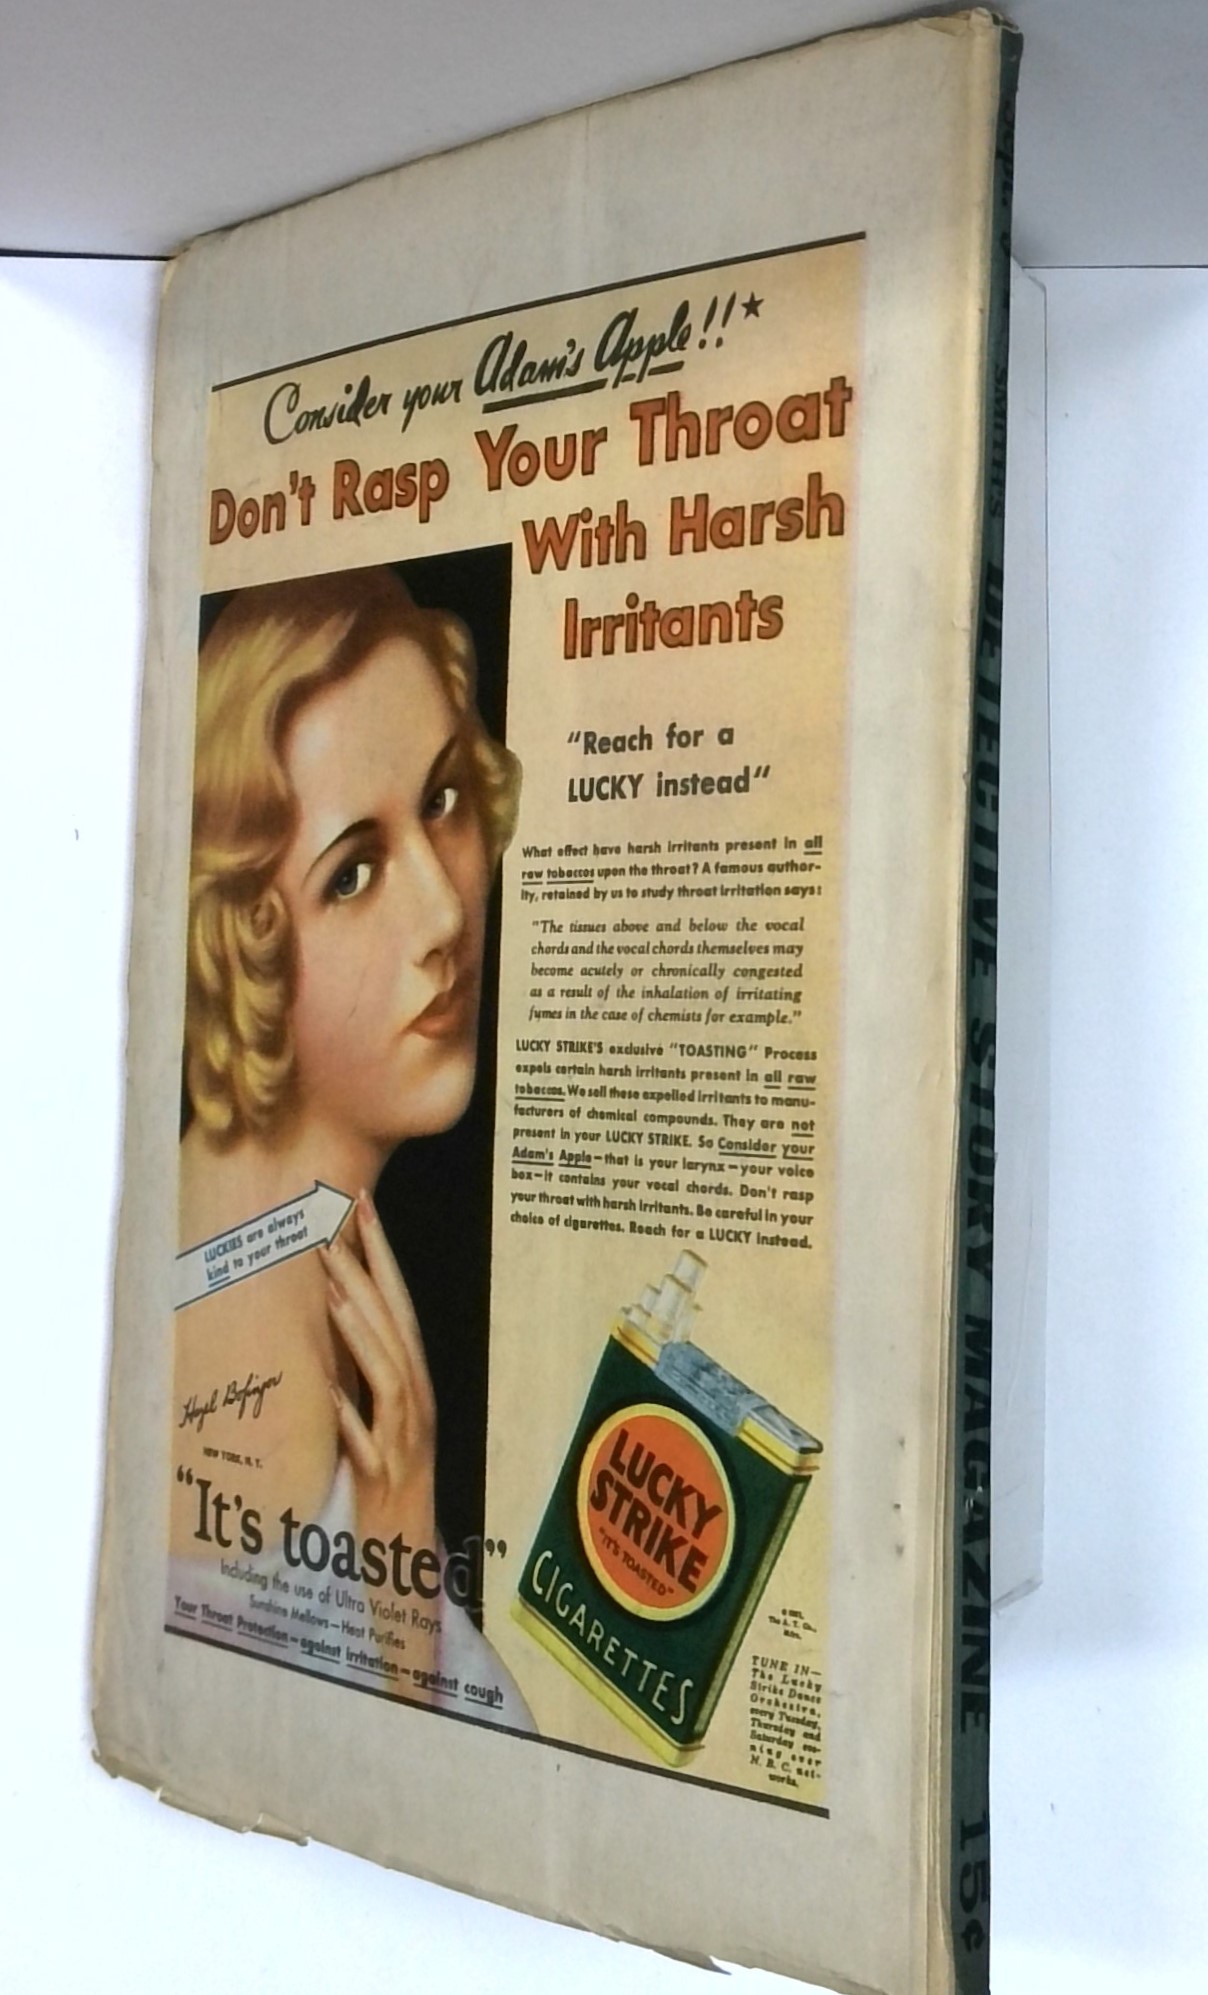 Consider your Adam's Apple!!★
Don't Rasp Your Throat
With Harsh
Irritants
"Reach for a
LUCKY instead"
What effect have harsh irritants present in all
raw tobaccos upon the throat? A famous author-
ity, retained by us to study throat irritation says:
"The tissues above and below the vocal
chords and the vocal chords themselves may
become acutely or chronically congested
as a result of the inhalation of irritating
fumes in the case of chemists for example."
LUCKY STRIKE'S exclusive "TOASTING" Process
expels certain harsh irritants present in all raw
tobaccos. We sell these expelled irritants to manu-
facturers of chemical compounds. They are not
present in your LUCKY STRIKE. So Consider your
Adam's Apple—that is your larynx—your voice
box—it contains your vocal chords. Don't rasp
your throat with harsh irritants. Be careful in your
choice of cigarettes. Reach for a LUCKY instead.
LUCKIES are always
kind to your throat
Hazel Bofinger
NEW YORK, N. Y.
"It's toasted"
Including the use of Ultra Violet Rays
Sunshine Mellows—Heat Purifies
Your Throat Protection—against irritation—against cough
LUCKY
STRIKE
"IT'S TOASTED"
CIGARETTES
The A. T. Co.,
Mfrs.
TUNE IN—
The Lucky
Strike Dance
Orchestra,
every Tuesday,
Thursday and
Saturday eve-
ning over
N. B. C. net-
works.
Sept. SMITH'S DETECTIVE STORY MAGAZINE 15¢